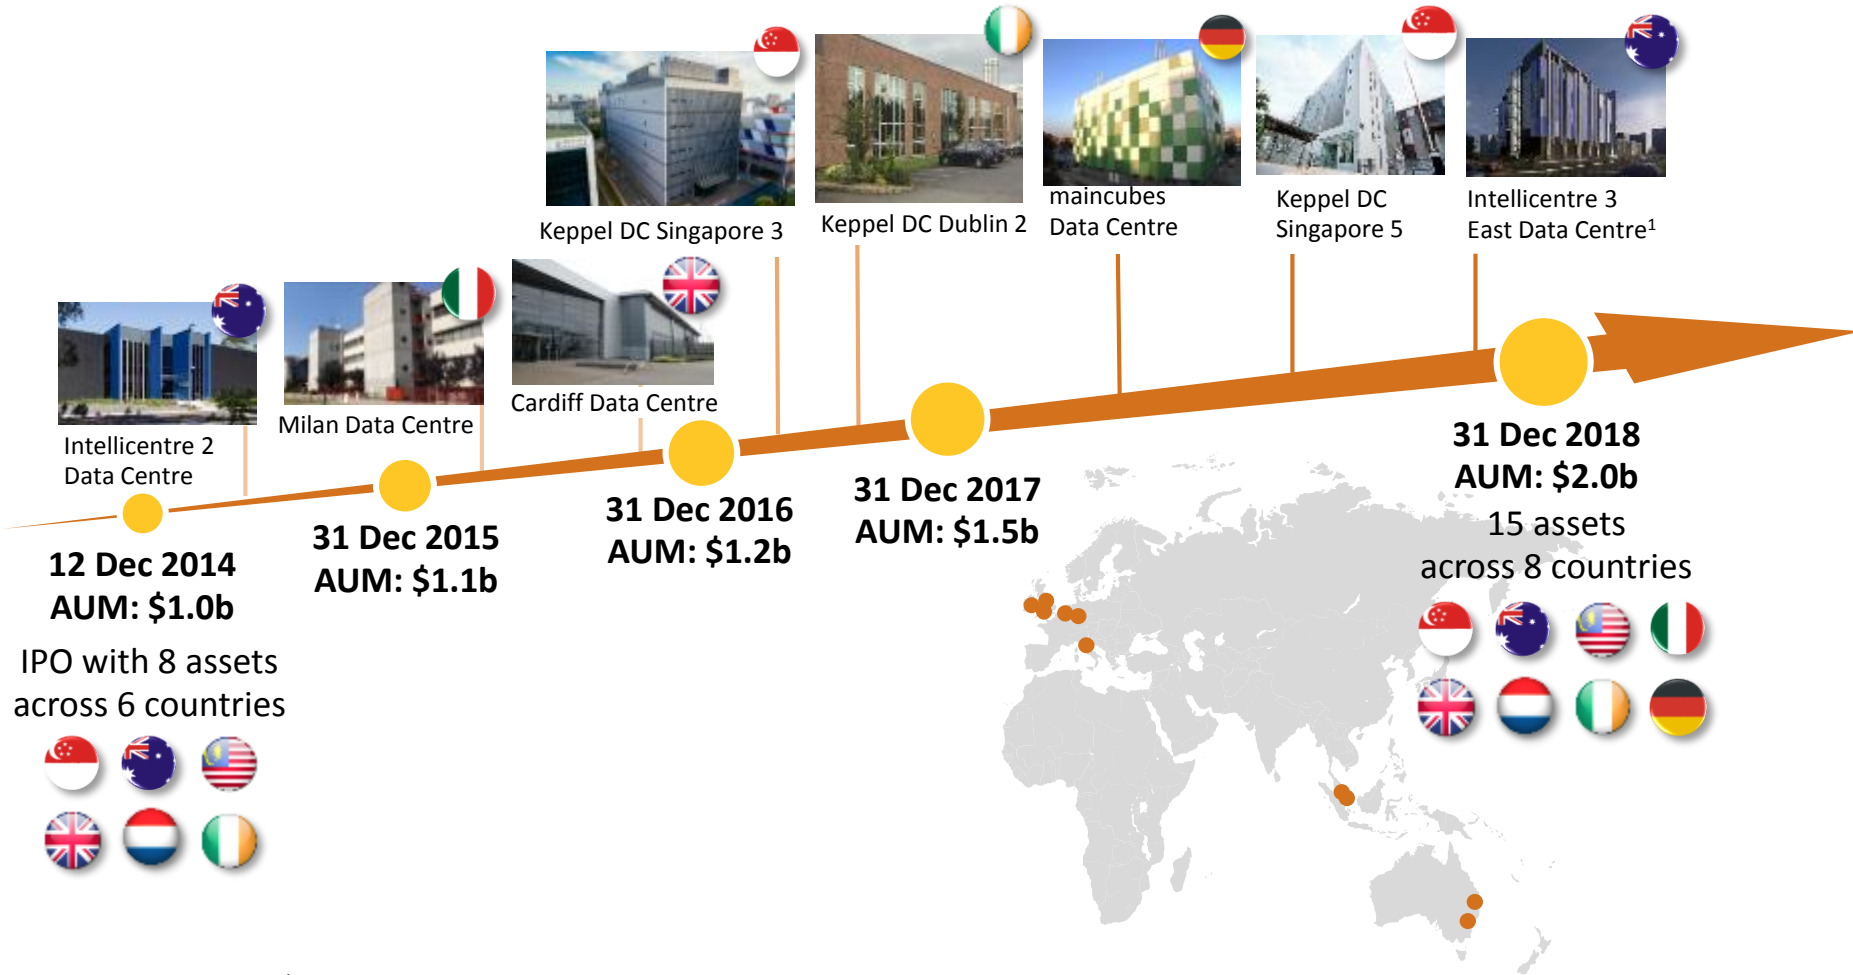 Keppel DC Singapore 3
Keppel DC Dublin 2
maincubes
Data Centre
Keppel DC
Singapore 5
Intellicentre 3
East Data Centre¹
Intellicentre 2
Data Centre
Milan Data Centre
Cardiff Data Centre
12 Dec 2014
AUM: $1.0b
IPO with 8 assets
across 6 countries
31 Dec 2015
AUM: $1.1b
31 Dec 2016
AUM: $1.2b
31 Dec 2017
AUM: $1.5b
31 Dec 2018
AUM: $2.0b
15 assets
across 8 countries